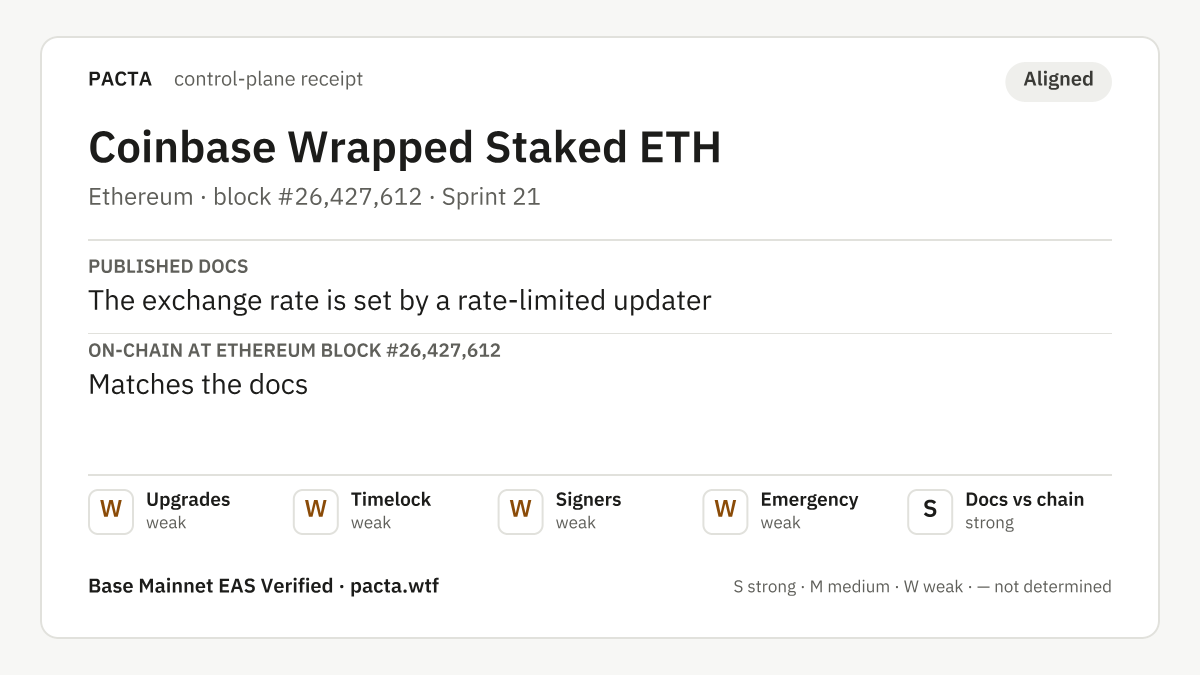 PACTA control-plane receipt
Aligned
Coinbase Wrapped Staked ETH
Ethereum · block #26,427,612 · Sprint 21
PUBLISHED DOCS
The exchange rate is set by a rate-limited updater
ON-CHAIN AT ETHEREUM BLOCK #26,427,612
Matches the docs
W Upgrades weak
W Timelock weak
W Signers weak
W Emergency weak
S Docs vs chain strong
Base Mainnet EAS Verified · pacta.wtf
S strong · M medium · W weak · — not determined